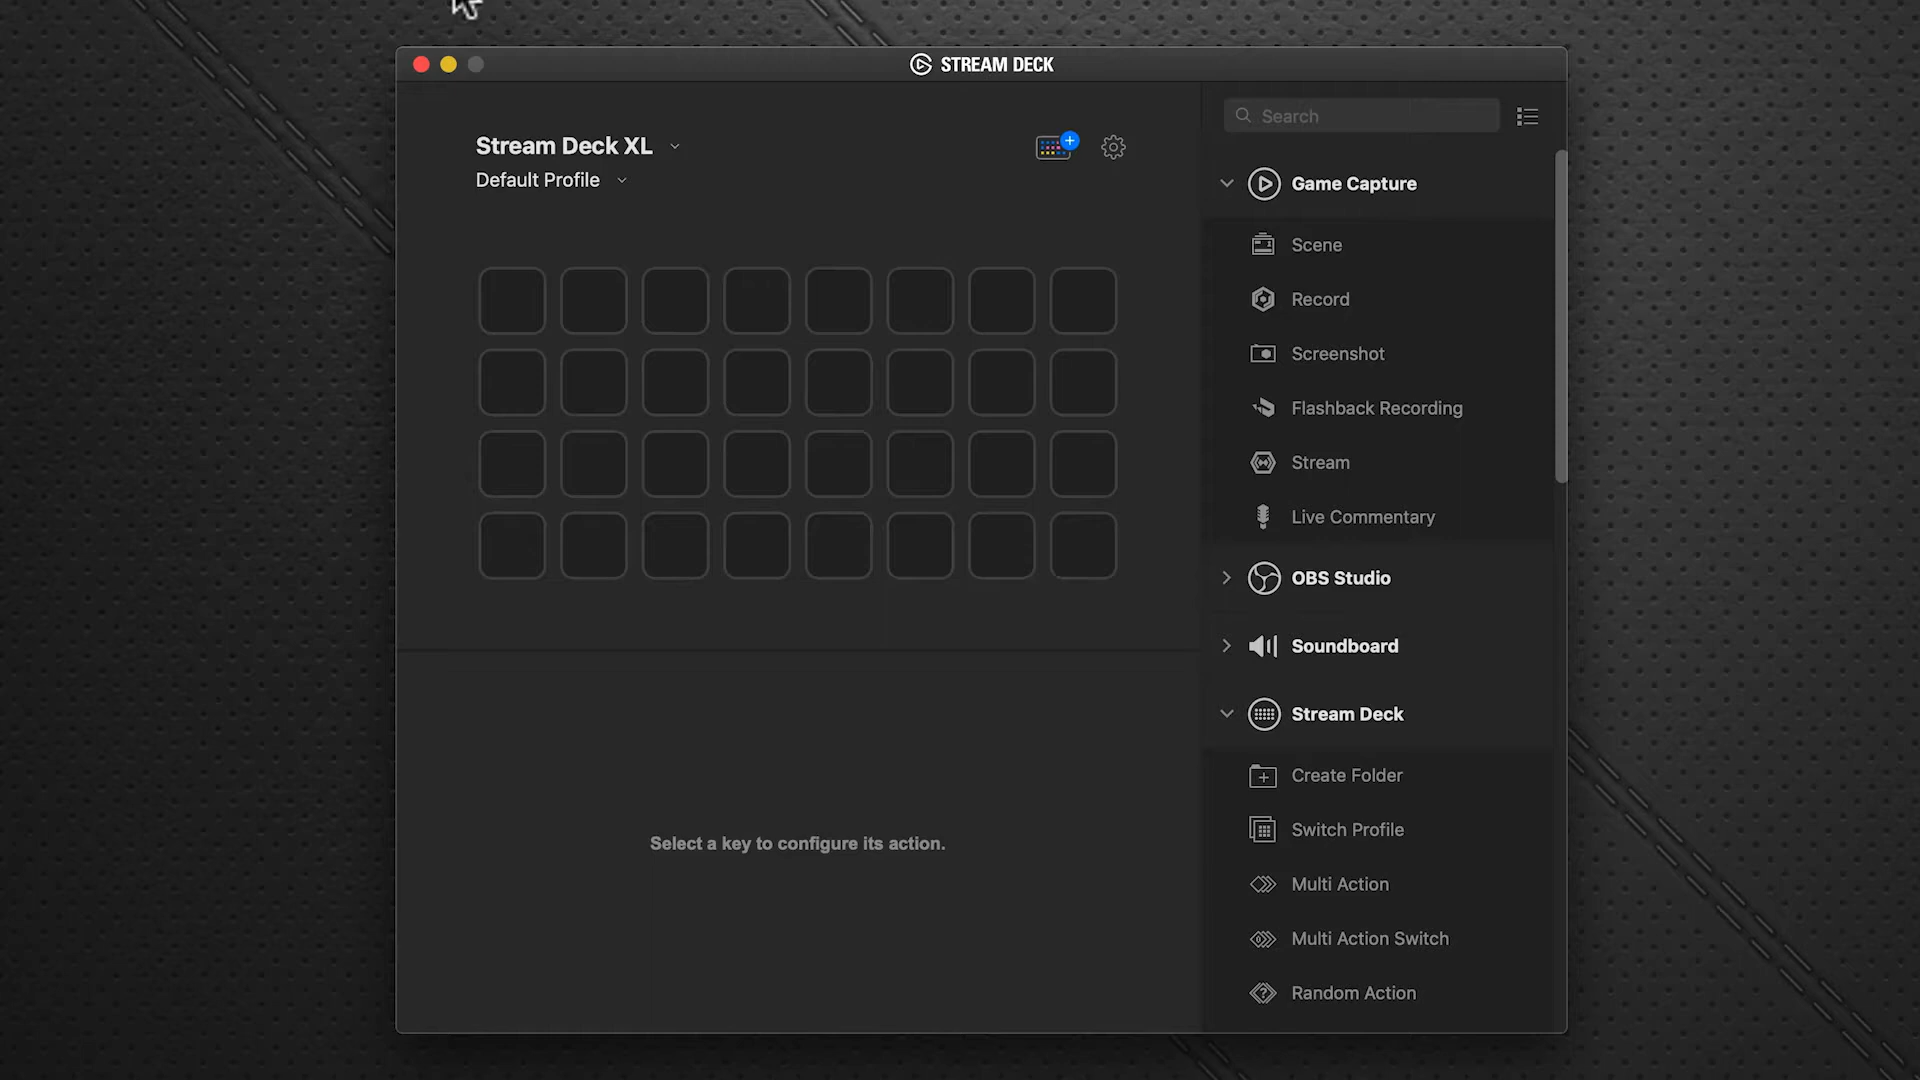 STREAM DECK
Stream Deck XL
Default Profile
Search
Game Capture
Scene
Record
Screenshot
Flashback Recording
Stream
Live Commentary
OBS Studio
Soundboard
Stream Deck
Create Folder
Switch Profile
Multi Action
Multi Action Switch
Random Action
Select a key to configure its action.